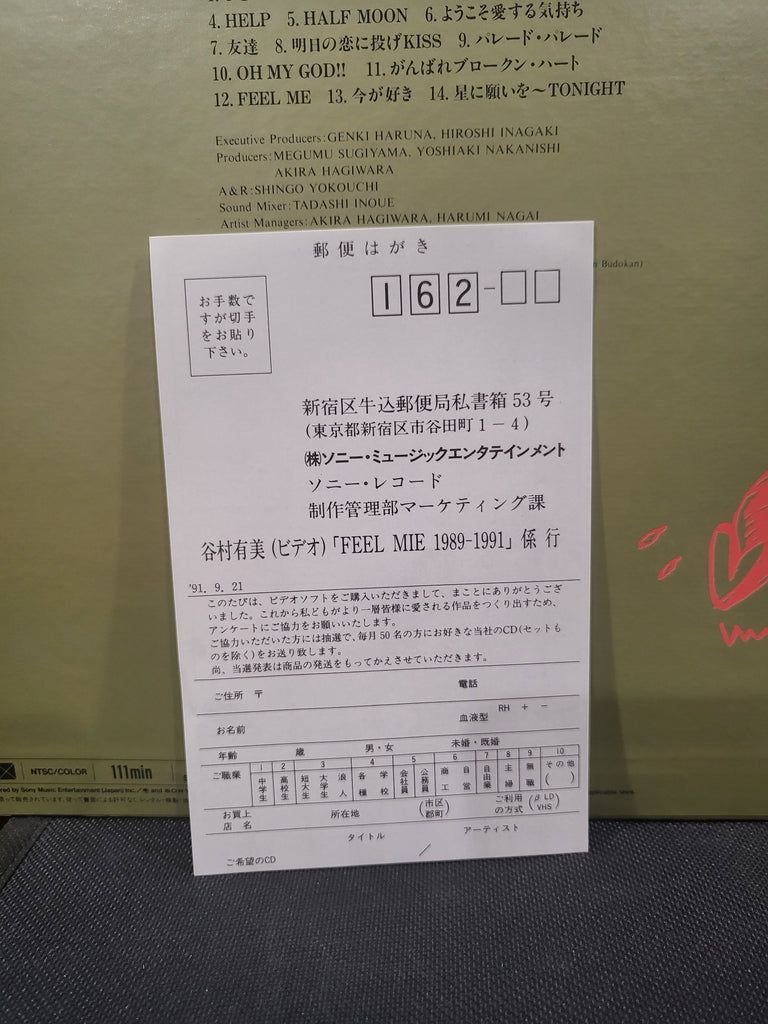 4. HELP 5. HALF MOON 6. ようこそ愛する気持ち
7. 友達 8. 明日の恋に投げKISS 9. パレード・パレード
10. OH MY GOD!! 11. がんばれブロークン・ハート
12. FEEL ME 13. 今が好き 14. 星に願いを〜TONIGHT
Executive Producers: GENKI HARUNA, HIROSHI INAGAKI
Producers: MEGUMU SUGIYAMA, YOSHIAKI NAKANISHI
AKIRA HAGIWARA
A&R: SHINGO YOKOUCHI
Sound Mixer: TADASHI INOUE
Artist Managers: AKIRA HAGIWARA, HARUMI NAGAI
Budokan)
郵便はがき
お手数で
すが切手
をお貼り
下さい。
162-
新宿区牛込郵便局私書箱 53 号
(東京都新宿区市谷田町 1 − 4)
㈱ソニー・ミュージックエンタテインメント
ソニー・レコード
制作管理部マーケティング課
谷村有美 (ビデオ)「FEEL MIE 1989-1991」係 行
'91. 9. 21
このたびは、ビデオソフトをご購入いただきまして、まことにありがとうござ
いました。これから私どもがより一層皆様に愛される作品をつくり出すため、
アンケートにご協力をお願いいたします。
ご協力いただいた方には抽選で、毎月50名の方にお好きな当社のCD(セットも
のを除く)をお送り致します。
尚、当選発表は商品の発送をもってかえさせていただきます。
ご住所 〒 電話
お名前 血液型 RH + −
年齢 歳 男・女 未婚・既婚
ご職業 1 中学生 2 高校生 3 短大生 大学生 浪人 4 各種 学校 5 会社員 公務員 6 商工 自営 7 自由業 8 主婦 9 無職 10 その他 ( )
お買上店名 所在地 (市区郡町) ご利用の方式 (β LD VHS)
ご希望のCD タイトル / アーティスト
NTSC/COLOR 111min